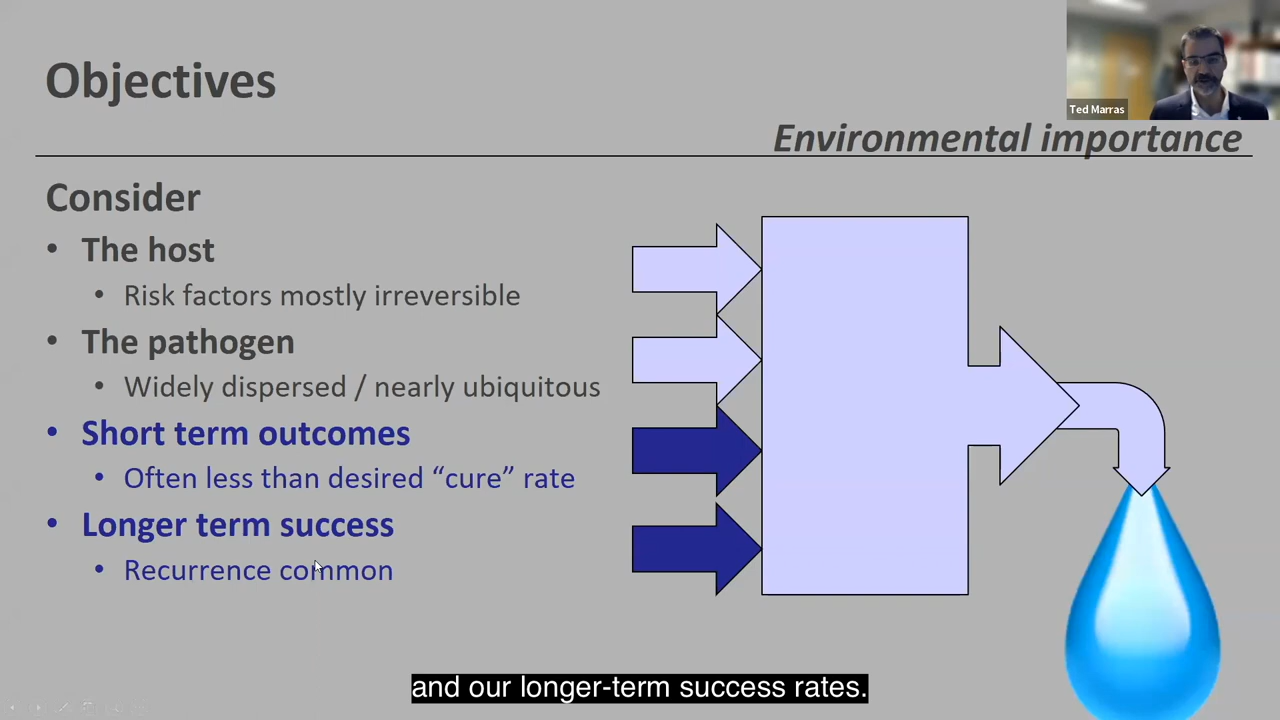 Objectives
Ted Marras
Environmental importance
Consider
• The host
• Risk factors mostly irreversible
• The pathogen
• Widely dispersed / nearly ubiquitous
• Short term outcomes
• Often less than desired “cure” rate
• Longer term success
• Recurrence common
and our longer-term success rates.